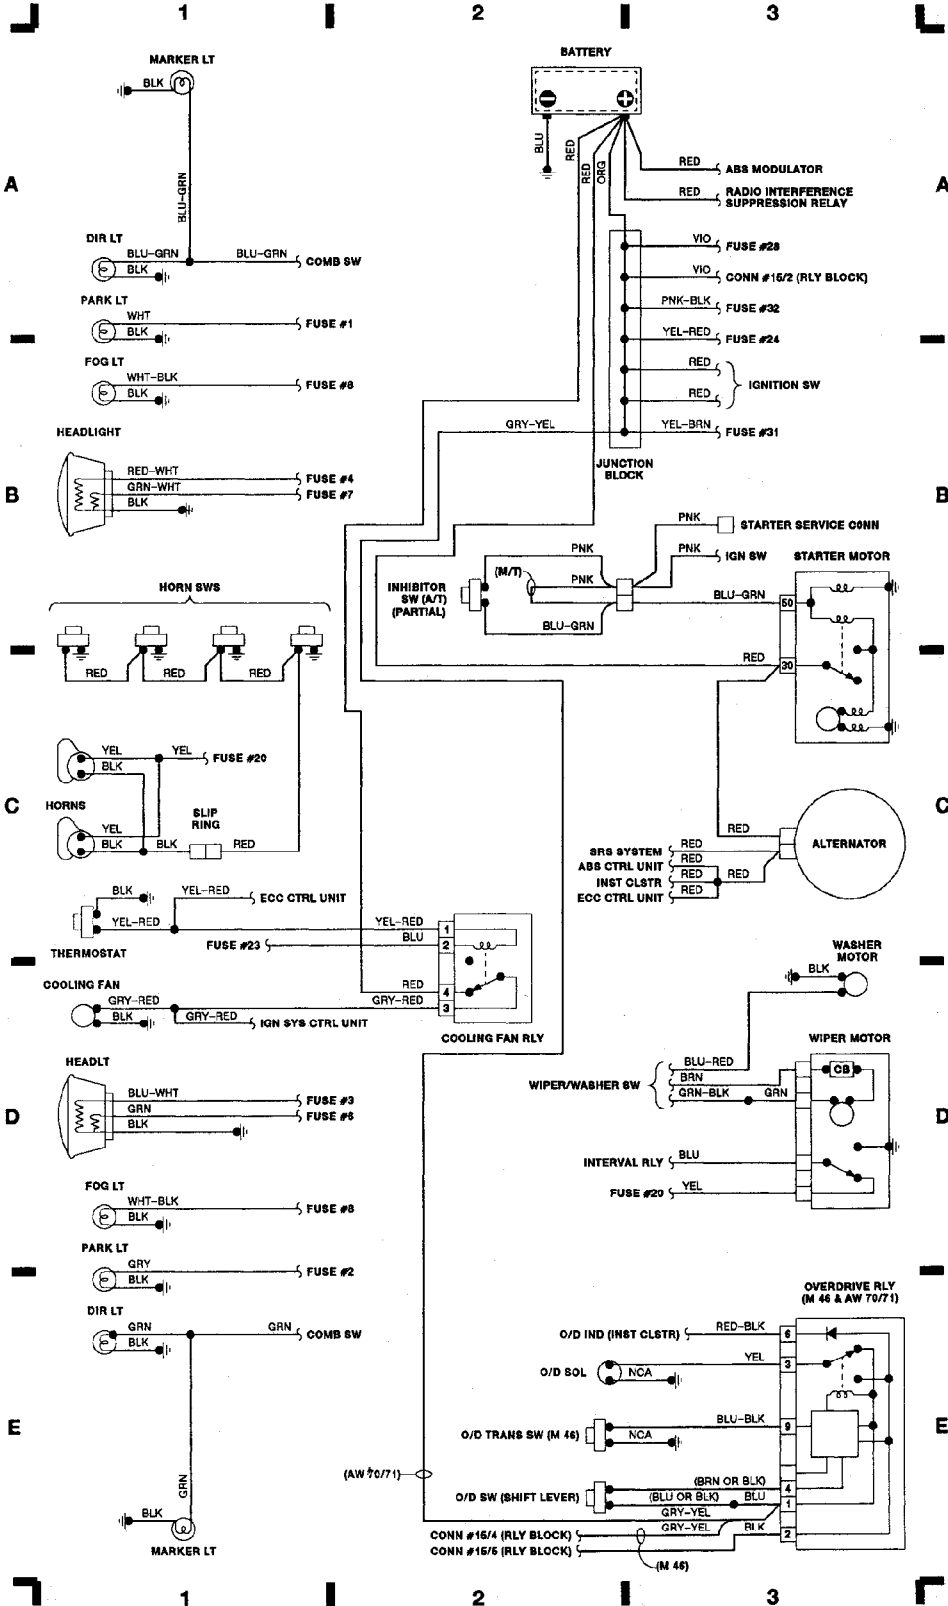 1 2 3
MARKER LT
BLK
BLU-GRN
BATTERY
BLU
RED
RED
ORG
RED ABS MODULATOR
RED RADIO INTERFERENCE
SUPPRESSION RELAY
A A
DIR LT
BLU-GRN BLU-GRN COMB SW
BLK
VIO FUSE #28
VIO CONN #15/2 (RLY BLOCK)
PARK LT
WHT FUSE #1
BLK
PNK-BLK FUSE #32
YEL-RED FUSE #24
FOG LT
WHT-BLK FUSE #8
BLK
RED
RED
IGNITION SW
GRY-YEL YEL-BRN FUSE #31
JUNCTION
BLOCK
HEADLIGHT
RED-WHT FUSE #4
GRN-WHT FUSE #7
BLK
B B
PNK STARTER SERVICE CONN
PNK PNK IGN SW
STARTER MOTOR
(M/T)
PNK
INHIBITOR
SW (A/T)
(PARTIAL)
BLU-GRN
BLU-GRN 50
RED 30
HORN SWS
RED RED RED
YEL YEL FUSE #20
BLK
HORNS
YEL
BLK BLK
SLIP
RING
RED
C C
RED
ALTERNATOR
SRS SYSTEM RED
ABS CTRL UNIT RED
INST CLSTR RED RED
ECC CTRL UNIT RED
BLK YEL-RED ECC CTRL UNIT
YEL-RED YEL-RED 1
THERMOSTAT
FUSE #23 BLU 2
RED 4
GRY-RED 3
COOLING FAN RLY
COOLING FAN
GRY-RED
BLK GRY-RED IGN SYS CTRL UNIT
WASHER
MOTOR
BLK
WIPER MOTOR
BLU-RED
WIPER/WASHER SW BRN
GRN-BLK GRN
CB
INTERVAL RLY BLU
FUSE #20 YEL
HEADLT
BLU-WHT FUSE #3
GRN FUSE #6
BLK
D D
FOG LT
WHT-BLK FUSE #8
BLK
PARK LT
GRY FUSE #2
BLK
DIR LT
GRN GRN COMB SW
BLK
GRN
BLK
MARKER LT
OVERDRIVE RLY
(M 46 & AW 70/71)
O/D IND (INST CLSTR) RED-BLK 6
O/D SOL YEL 3
NCA
O/D TRANS SW (M 46) BLU-BLK 9
NCA
E E
(AW 70/71)
O/D SW (SHIFT LEVER) (BRN OR BLK) 4
(BLU OR BLK) BLU 1
GRY-YEL
CONN #15/4 (RLY BLOCK) GRY-YEL BLK 2
CONN #15/5 (RLY BLOCK)
(M 46)
1 2 3